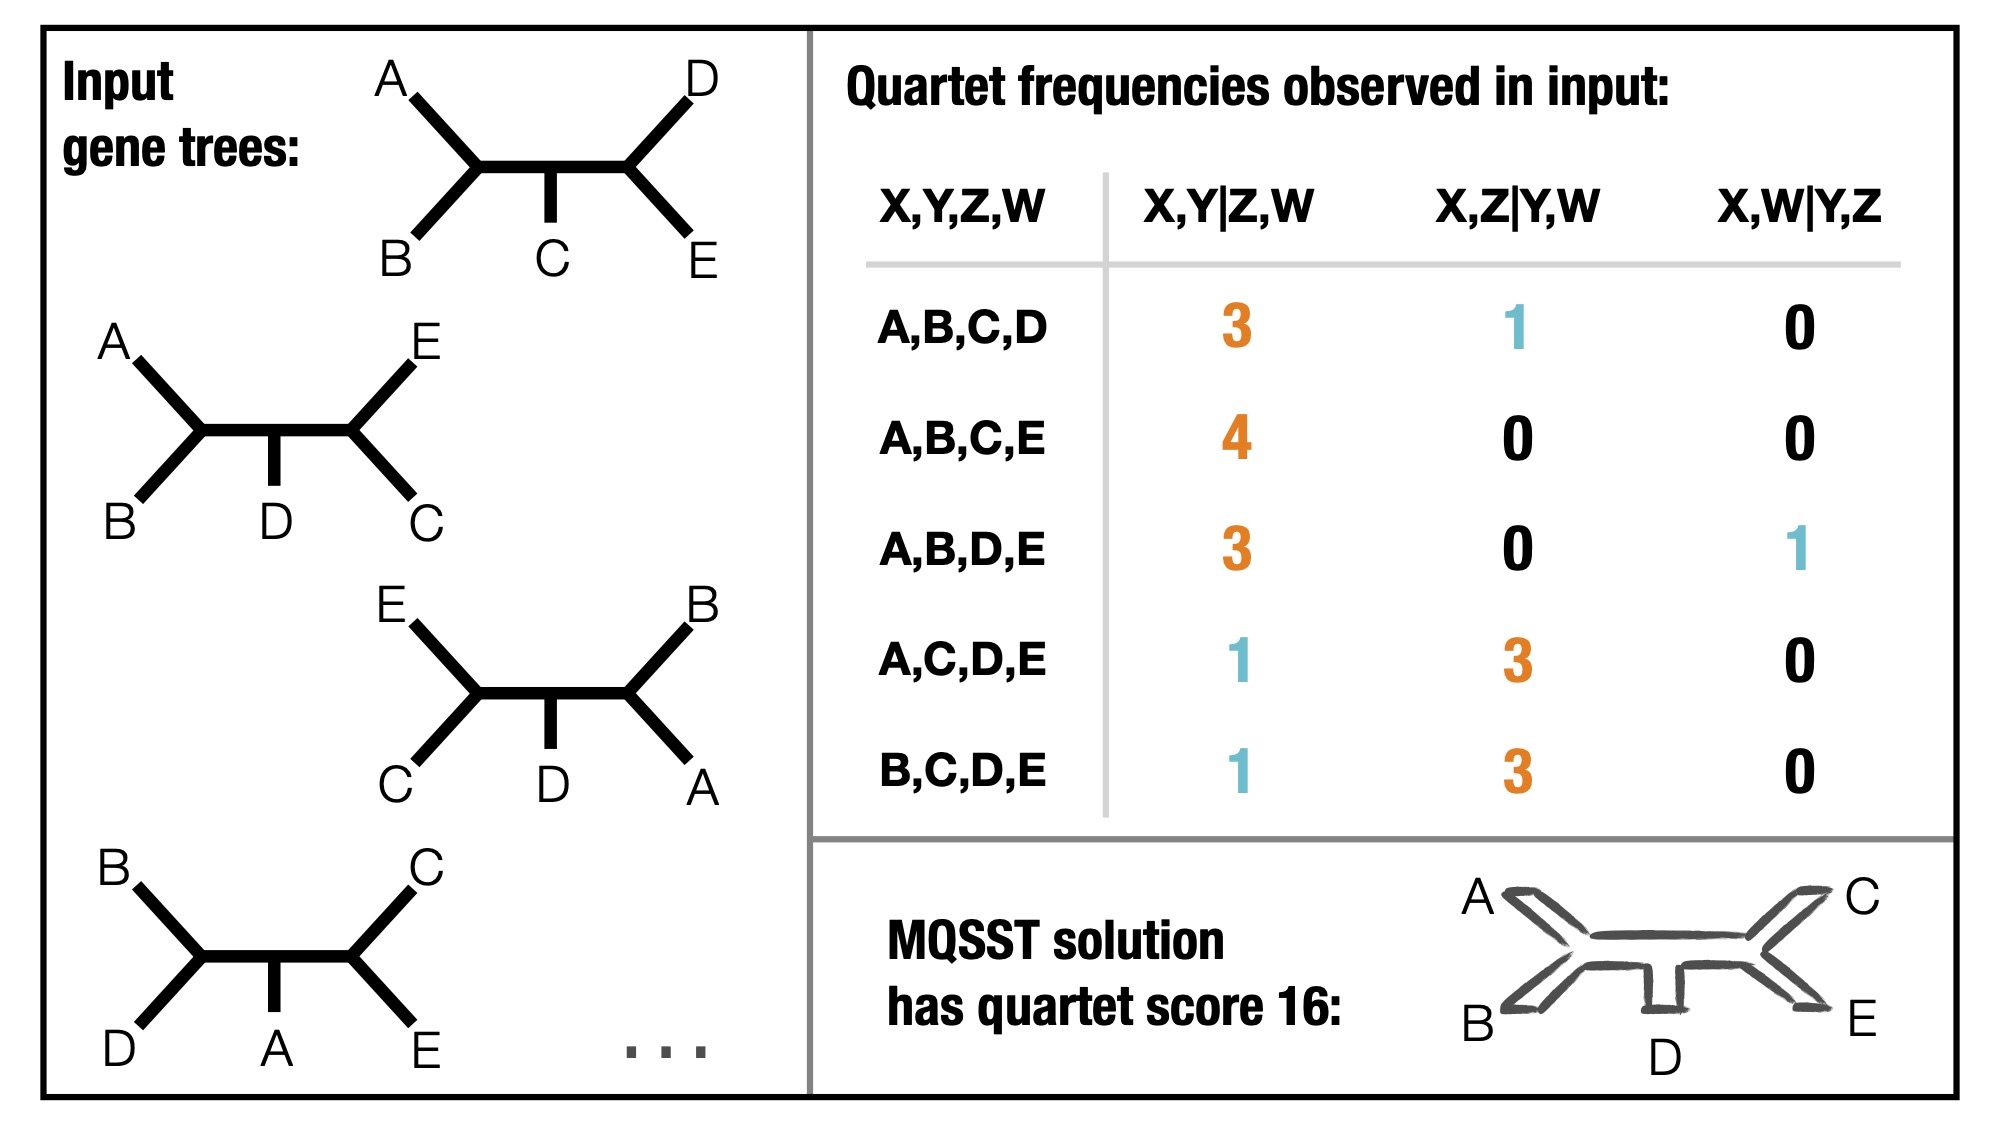 Input
gene trees:
A D
B C E
A E
B D C
E B
C D A
B C
D A E
...
Quartet frequencies observed in input:
X,Y,Z,W X,Y|Z,W X,Z|Y,W X,W|Y,Z
A,B,C,D 3 1 0
A,B,C,E 4 0 0
A,B,D,E 3 0 1
A,C,D,E 1 3 0
B,C,D,E 1 3 0
MQSST solution
has quartet score 16:
A C
B D E